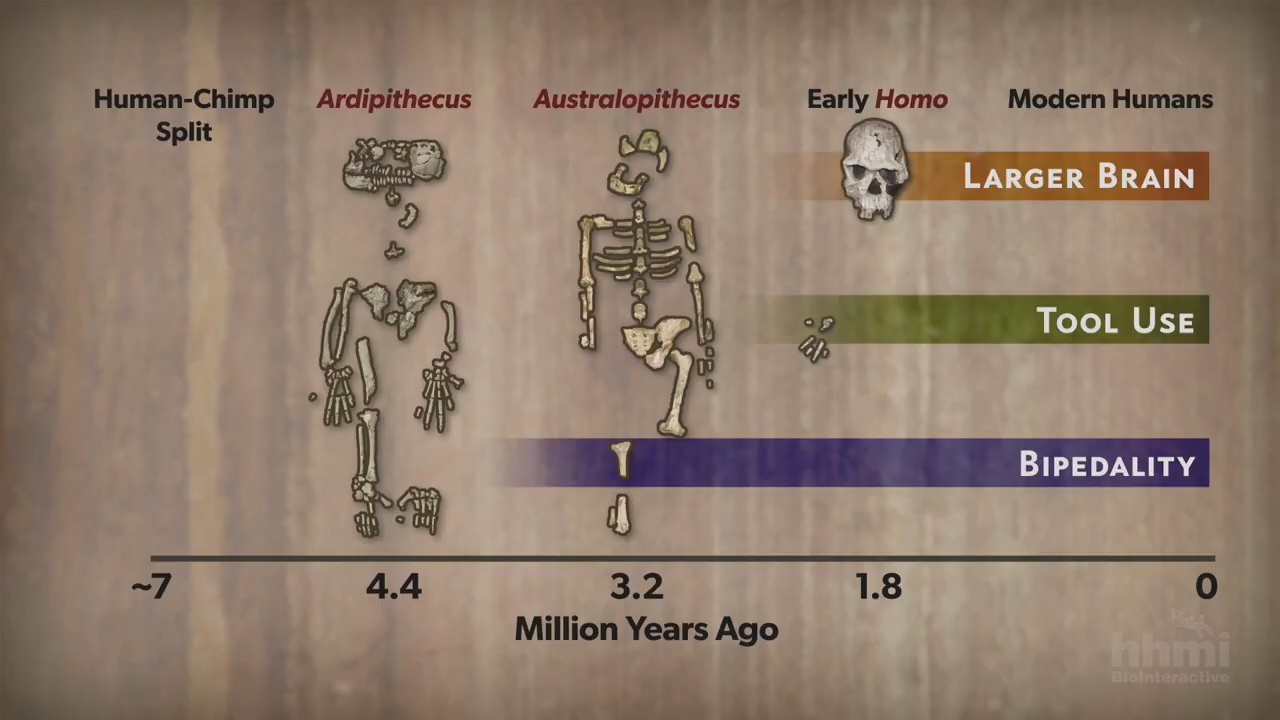 Human-Chimp
Split
Ardipithecus
Australopithecus
Early Homo
Modern Humans
LARGER BRAIN
TOOL USE
BIPEDALITY
~7
4.4
3.2
1.8
0
Million Years Ago
hhmi
BioInteractive